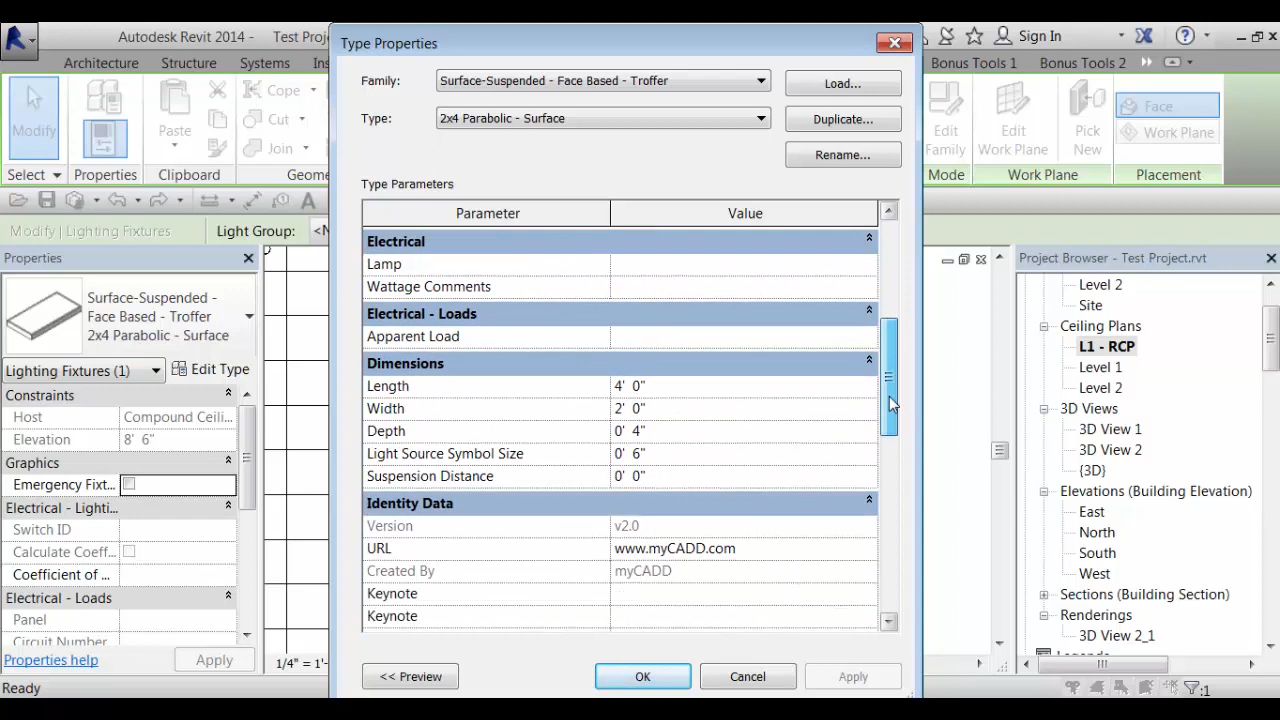 Autodesk Revit 2014 - Test Proj
Type Properties
Sign In
Architecture Structure Systems Ins
Bonus Tools 1 Bonus Tools 2
Modify
Paste
Cope
Cut
Join
Select Properties Clipboard Geome
Edit Family
Edit Work Plane
Pick New
Face
Work Plane
Mode Work Plane Placement
Modify | Lighting Fixtures Light Group: <N
Family: Surface-Suspended - Face Based - Troffer Load...
Type: 2x4 Parabolic - Surface Duplicate...
Rename...
Type Parameters
Parameter Value
Electrical
Lamp
Wattage Comments
Electrical - Loads
Apparent Load
Dimensions
Length 4' 0"
Width 2' 0"
Depth 0' 4"
Light Source Symbol Size 0' 6"
Suspension Distance 0' 0"
Identity Data
Version v2.0
URL www.myCADD.com
Created By myCADD
Keynote
Keynote
<< Preview OK Cancel Apply
Properties
Surface-Suspended -
Face Based - Troffer
2x4 Parabolic - Surface
Lighting Fixtures (1) Edit Type
Constraints
Host Compound Ceili...
Elevation 8' 6"
Graphics
Emergency Fixt...
Electrical - Lighti...
Switch ID
Calculate Coeff...
Coefficient of ...
Electrical - Loads
Panel
Circuit Number
Properties help Apply
1/4" = 1'-
Ready
Project Browser - Test Project.rvt
Level 2
Site
Ceiling Plans
L1 - RCP
Level 1
Level 2
3D Views
3D View 1
3D View 2
{3D}
Elevations (Building Elevation)
East
North
South
West
Sections (Building Section)
Renderings
3D View 2_1
:1